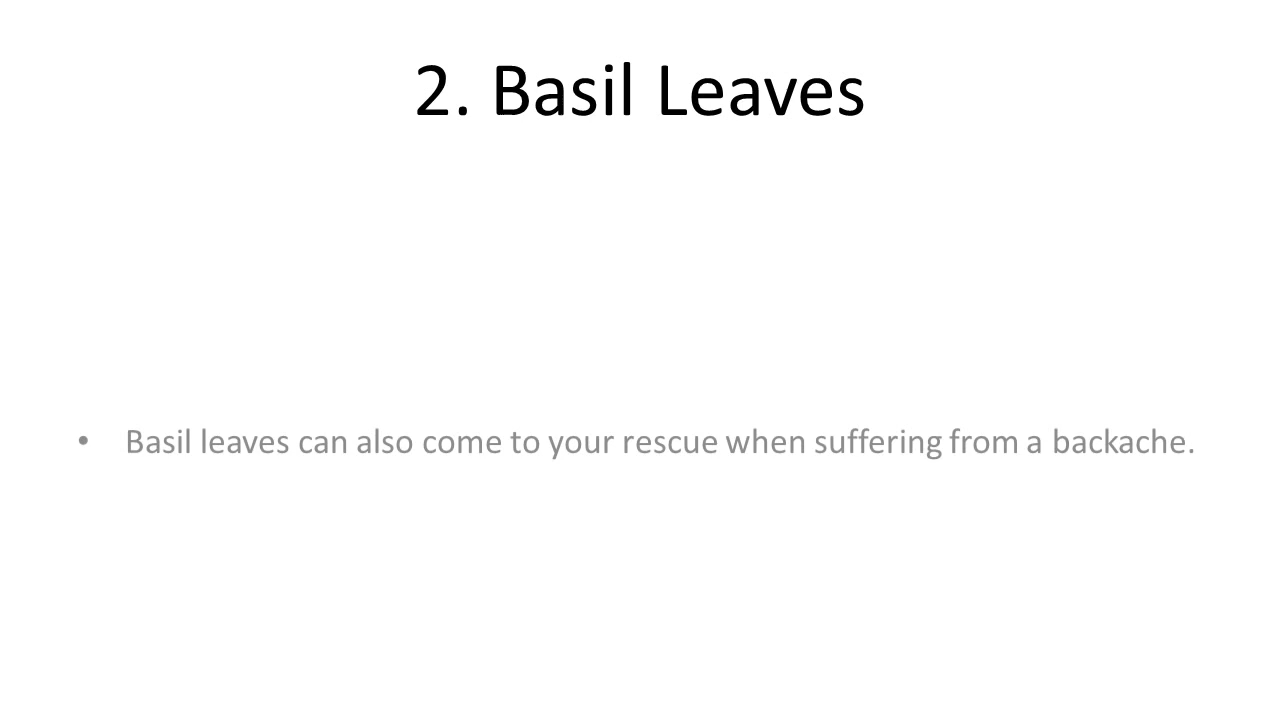 2. Basil Leaves
• Basil leaves can also come to your rescue when suffering from a backache.